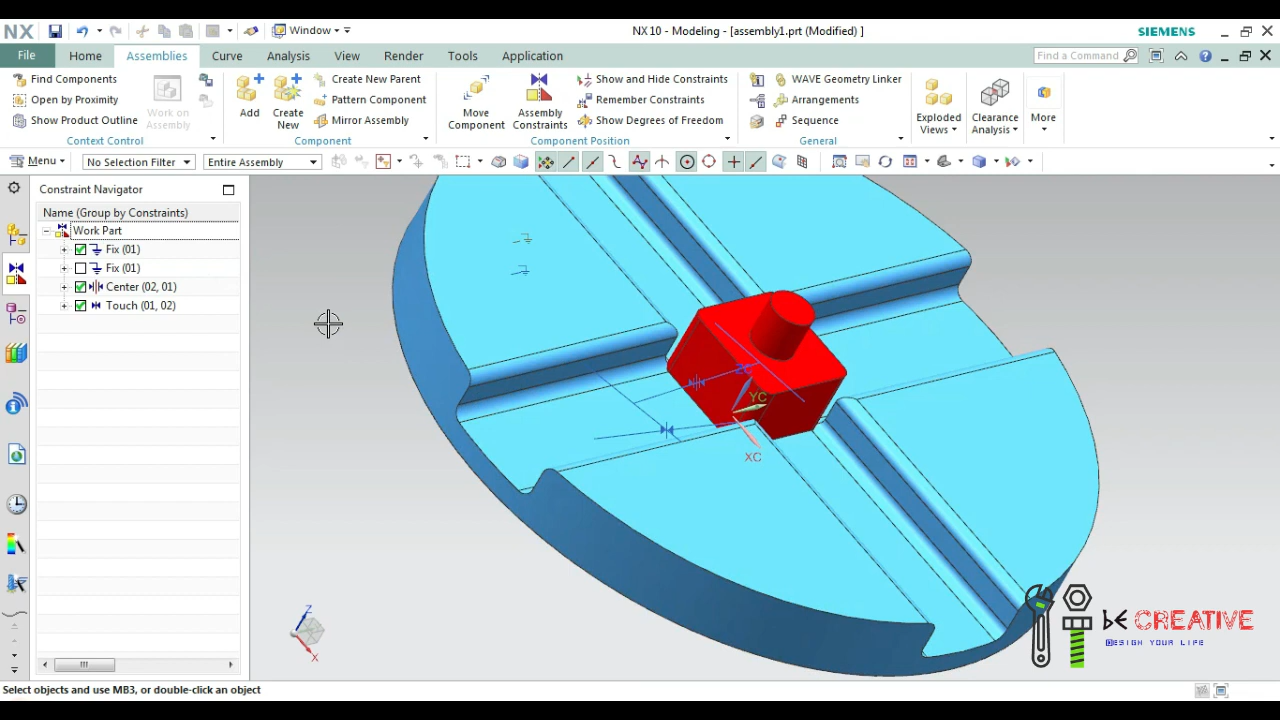 NX
Window
NX 10 - Modeling - [assembly1.prt (Modified) ]
SIEMENS
File
Home
Assemblies
Curve
Analysis
View
Render
Tools
Application
Find a Command
Find Components
Open by Proximity
Show Product Outline
Work on
Assembly
Context Control
Add
Create
New
Create New Parent
Pattern Component
Mirror Assembly
Component
Move
Component
Assembly
Constraints
Show and Hide Constraints
Remember Constraints
Show Degrees of Freedom
Component Position
WAVE Geometry Linker
Arrangements
Sequence
General
Exploded
Views
Clearance
Analysis
More
Menu
No Selection Filter
Entire Assembly
Constraint Navigator
Name (Group by Constraints)
Work Part
Fix (01)
Fix (01)
Center (02, 01)
Touch (01, 02)
ZC
YC
XC
Z
X
bE CREATIVE
DESIGN YOUR LIFE
Select objects and use MB3, or double-click an object